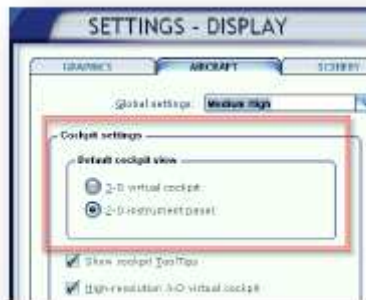 SETTINGS - DISPLAY
GRAPHICS AIRCRAFT SCENERY
Global settings: Medium High
Cockpit settings
Default cockpit view
3-D virtual cockpit
2-D instrument panel
Show cockpit ToolTips
High-resolution 3-D virtual cockpit